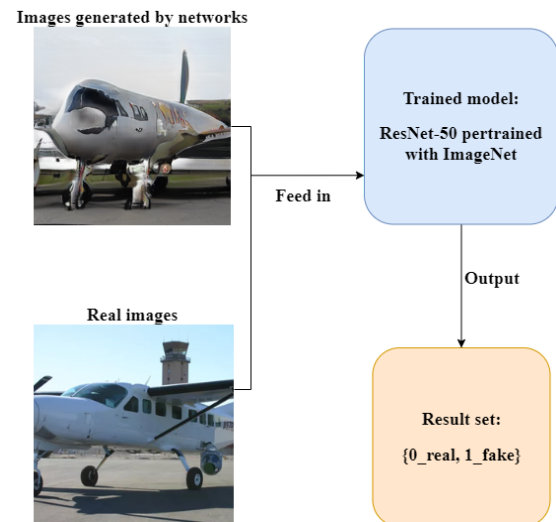 Images generated by networks
Trained model:
ResNet-50 pertrained
with ImageNet
Feed in
Output
Real images
Result set:
{0_real, 1_fake}